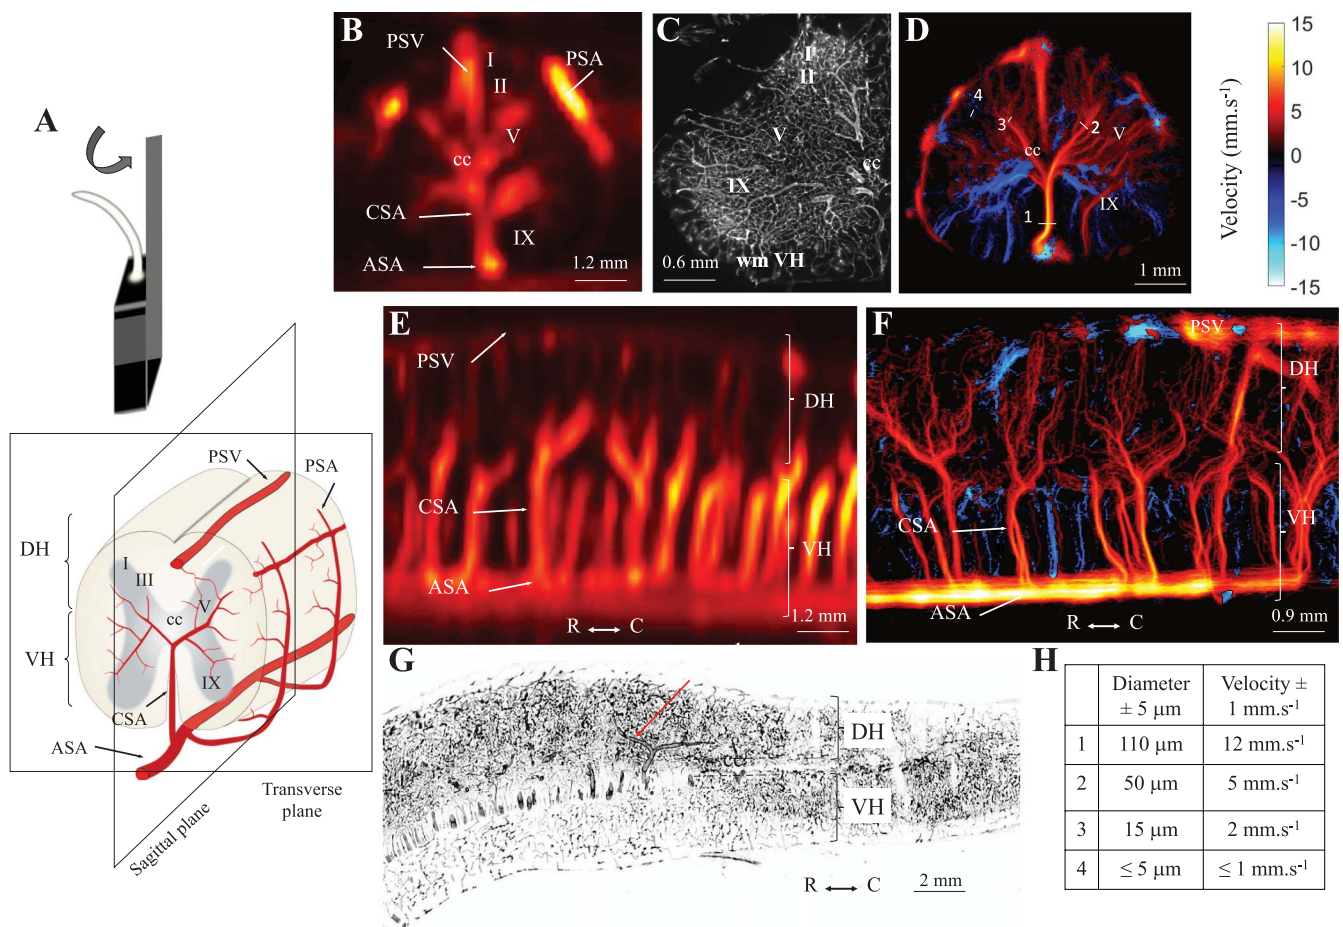 A
DH
VH
I
III
V
cc
IX
PSV
PSA
CSA
ASA
Sagittal plane
Transverse
plane
B
PSV
I
II
PSA
V
cc
CSA
IX
ASA
1.2 mm
C
I
II
V
cc
IX
wm VH
0.6 mm
D
4
3
2
V
cc
IX
1
1 mm
Velocity (mm.s⁻¹)
15
10
5
0
-5
-10
-15
E
PSV
DH
CSA
VH
ASA
R ⟷ C
1.2 mm
F
PSV
DH
CSA
VH
ASA
R ⟷ C
0.9 mm
G
DH
cc
VH
R ⟷ C
2 mm
H
Diameter ± 5 µm
Velocity ± 1 mm.s⁻¹
1 110 µm 12 mm.s⁻¹
2 50 µm 5 mm.s⁻¹
3 15 µm 2 mm.s⁻¹
4 ≤ 5 µm ≤ 1 mm.s⁻¹